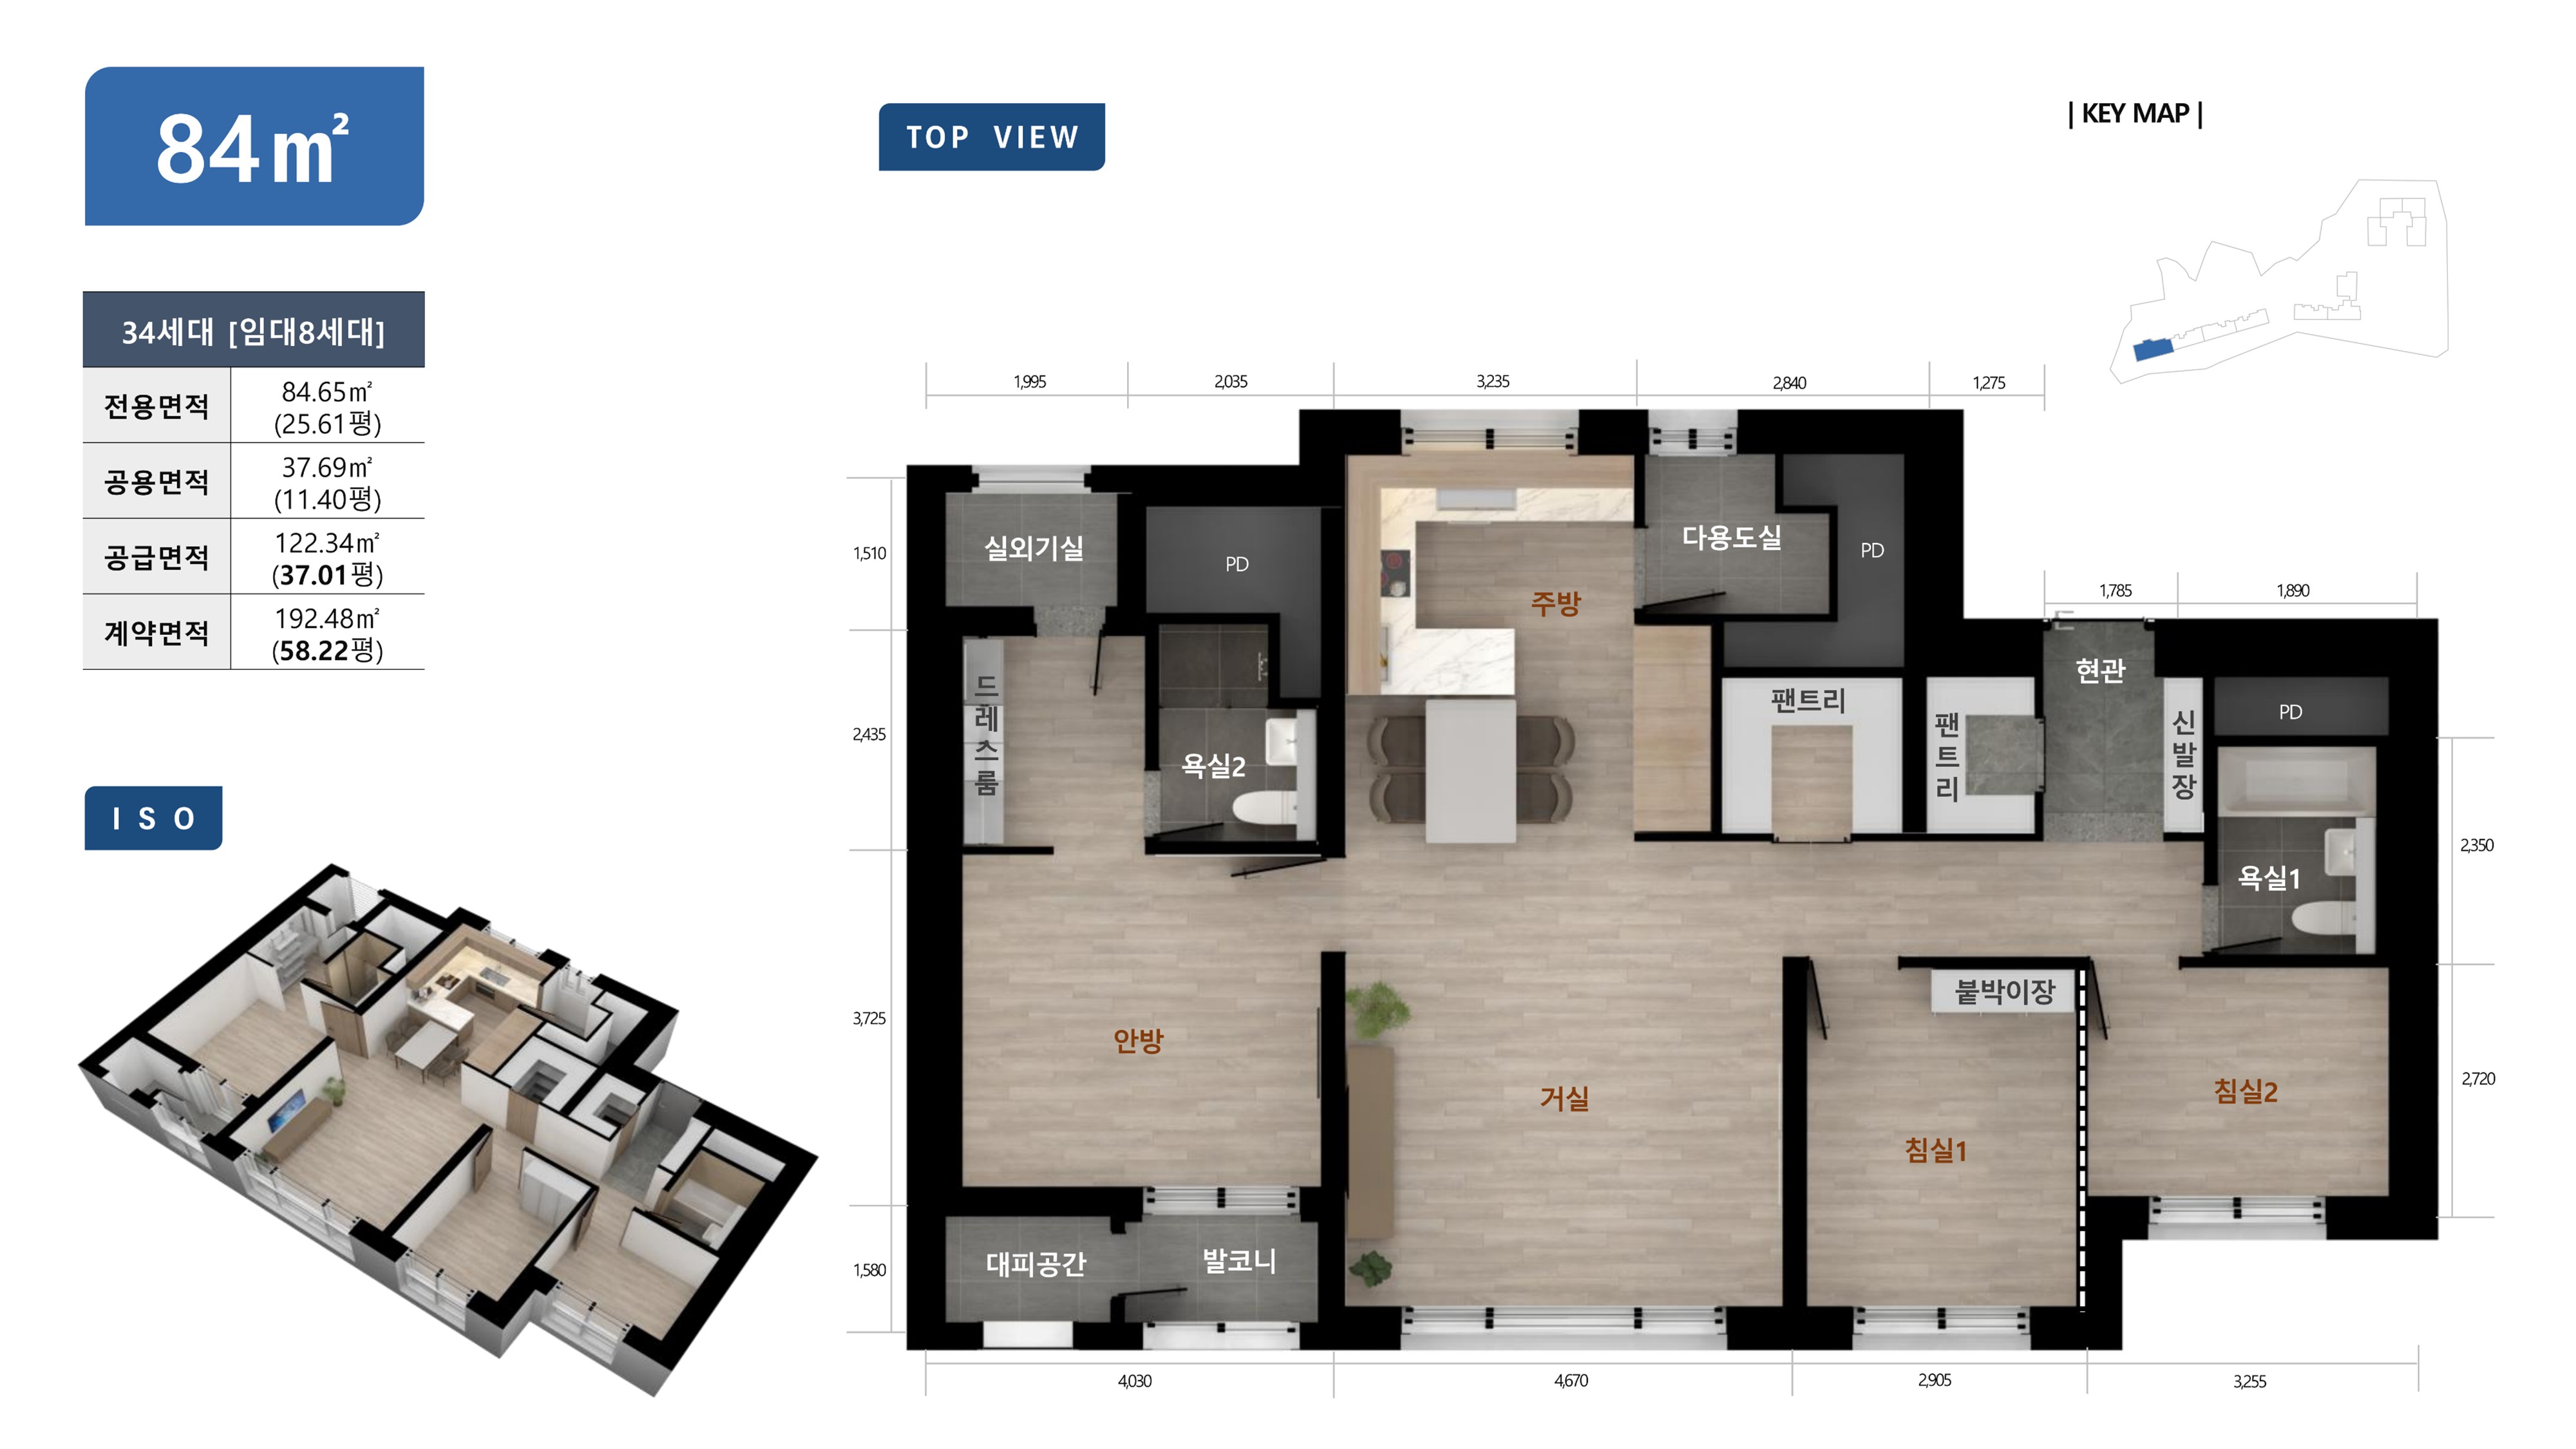 84㎡
34세대 [임대8세대]
전용면적
84.65㎡
(25.61평)
공용면적
37.69㎡
(11.40평)
공급면적
122.34㎡
(37.01평)
계약면적
192.48㎡
(58.22평)
ISO
TOP VIEW
| KEY MAP |
1,995
2,035
3,235
2,840
1,275
1,785
1,890
1,510
2,435
3,725
1,580
2,350
2,720
4,030
4,670
2,905
3,255
실외기실
PD
주방
다용도실
PD
드레스룸
욕실2
팬트리
팬트리
현관
신발장
PD
욕실1
안방
거실
붙박이장
침실1
침실2
대피공간
발코니